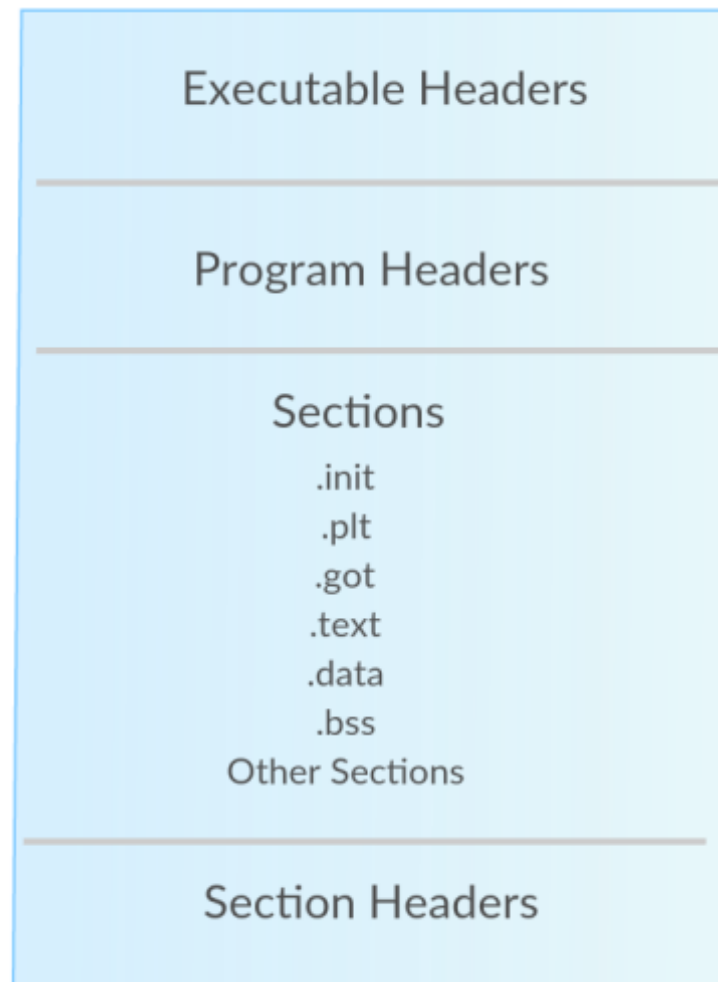 Executable Headers
Program Headers
Sections
.init
.plt
.got
.text
.data
.bss
Other Sections
Section Headers